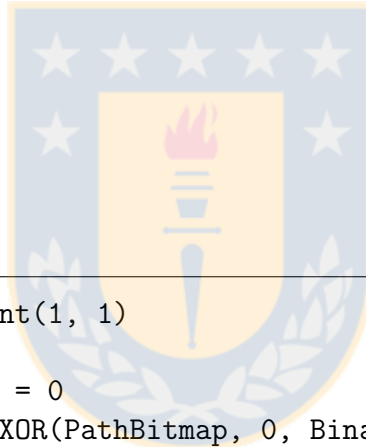 nt(1, 1)
= 0
XOR(PathBitmap, 0, Bina